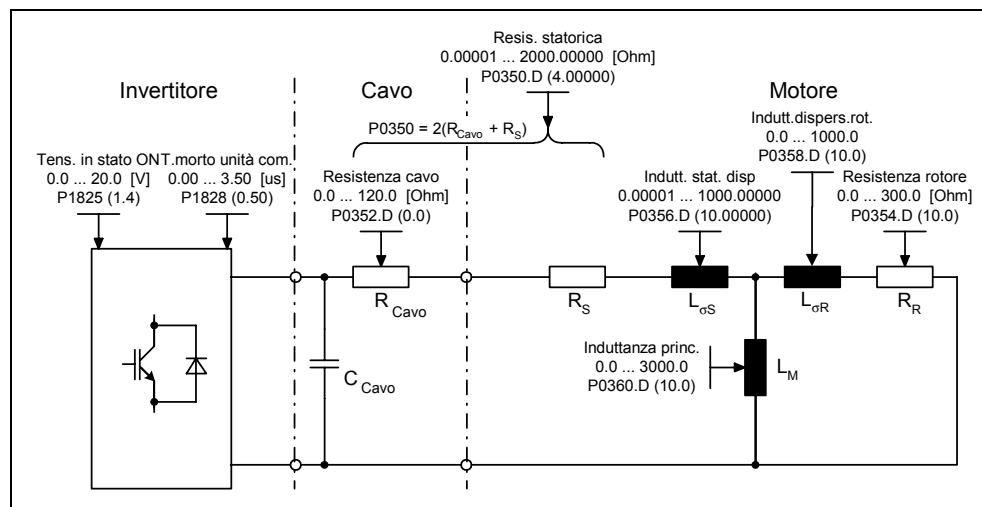 Resis. statorica
0.00001 ... 2000.00000 [Ohm]
P0350.D (4.00000)
Invertitore
Cavo
Motore
P0350 = 2(RCavo + RS)
Indutt.dispers.rot.
0.0 ... 1000.0
P0358.D (10.0)
Tens. in stato ON
0.0 ... 20.0 [V]
P1825 (1.4)
T.morto unità com.
0.00 ... 3.50 [us]
P1828 (0.50)
Resistenza cavo
0.0 ... 120.0 [Ohm]
P0352.D (0.0)
Indutt. stat. disp
0.00001 ... 1000.00000
P0356.D (10.00000)
Resistenza rotore
0.0 ... 300.0 [Ohm]
P0354.D (10.0)
RCavo
RS
LσS
LσR
RR
CCavo
Induttanza princ.
0.0 ... 3000.0
P0360.D (10.0)
LM